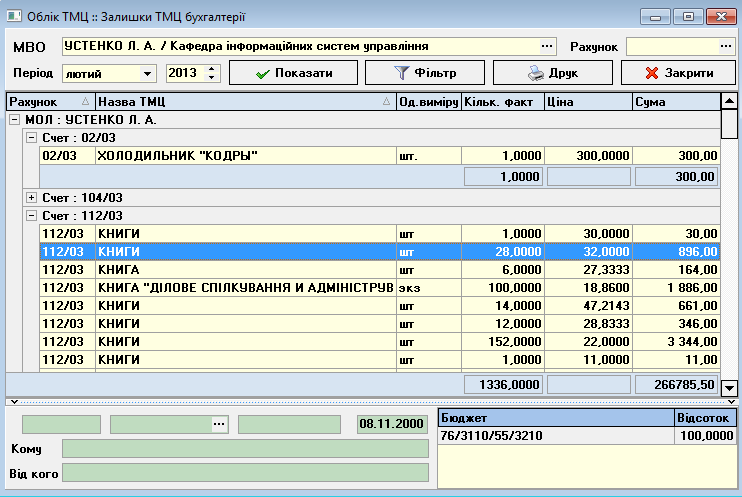 Облік ТМЦ :: Залишки ТМЦ бухгалтерії
МВО УСТЕНКО Л. А. / Кафедра інформаційних систем управління ... Рахунок ...
Період лютий 2013 Показати Фільтр Друк Закрити
Рахунок Назва ТМЦ Од.виміру Кільк. факт Ціна Сума
МОЛ : УСТЕНКО Л. А.
Счет : 02/03
02/03 ХОЛОДИЛЬНИК "КОДРЫ" шт. 1,0000 300,0000 300,00
1,0000 300,00
Счет : 104/03
Счет : 112/03
112/03 КНИГИ шт 1,0000 30,0000 30,00
112/03 КНИГИ шт 28,0000 32,0000 896,00
112/03 КНИГА шт 6,0000 27,3333 164,00
112/03 КНИГА "ДІЛОВЕ СПІЛКУВАННЯ И АДМІНІСТРУВ экз 100,0000 18,8600 1 886,00
112/03 КНИГИ шт 14,0000 47,2143 661,00
112/03 КНИГИ шт 12,0000 28,8333 346,00
112/03 КНИГИ шт 152,0000 22,0000 3 344,00
112/03 КНИГИ шт 1,0000 11,0000 11,00
1336,0000 266785,50
... 08.11.2000
Кому
Від кого
Бюджет Відсоток
76/3110/55/3210 100,0000